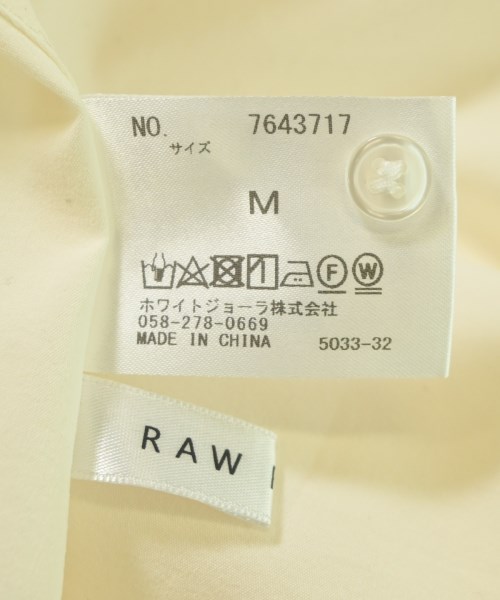 NO. 7643717
サイズ
M
F W
ホワイトジョーラ株式会社
058-278-0669
MADE IN CHINA 5033-32
RAW